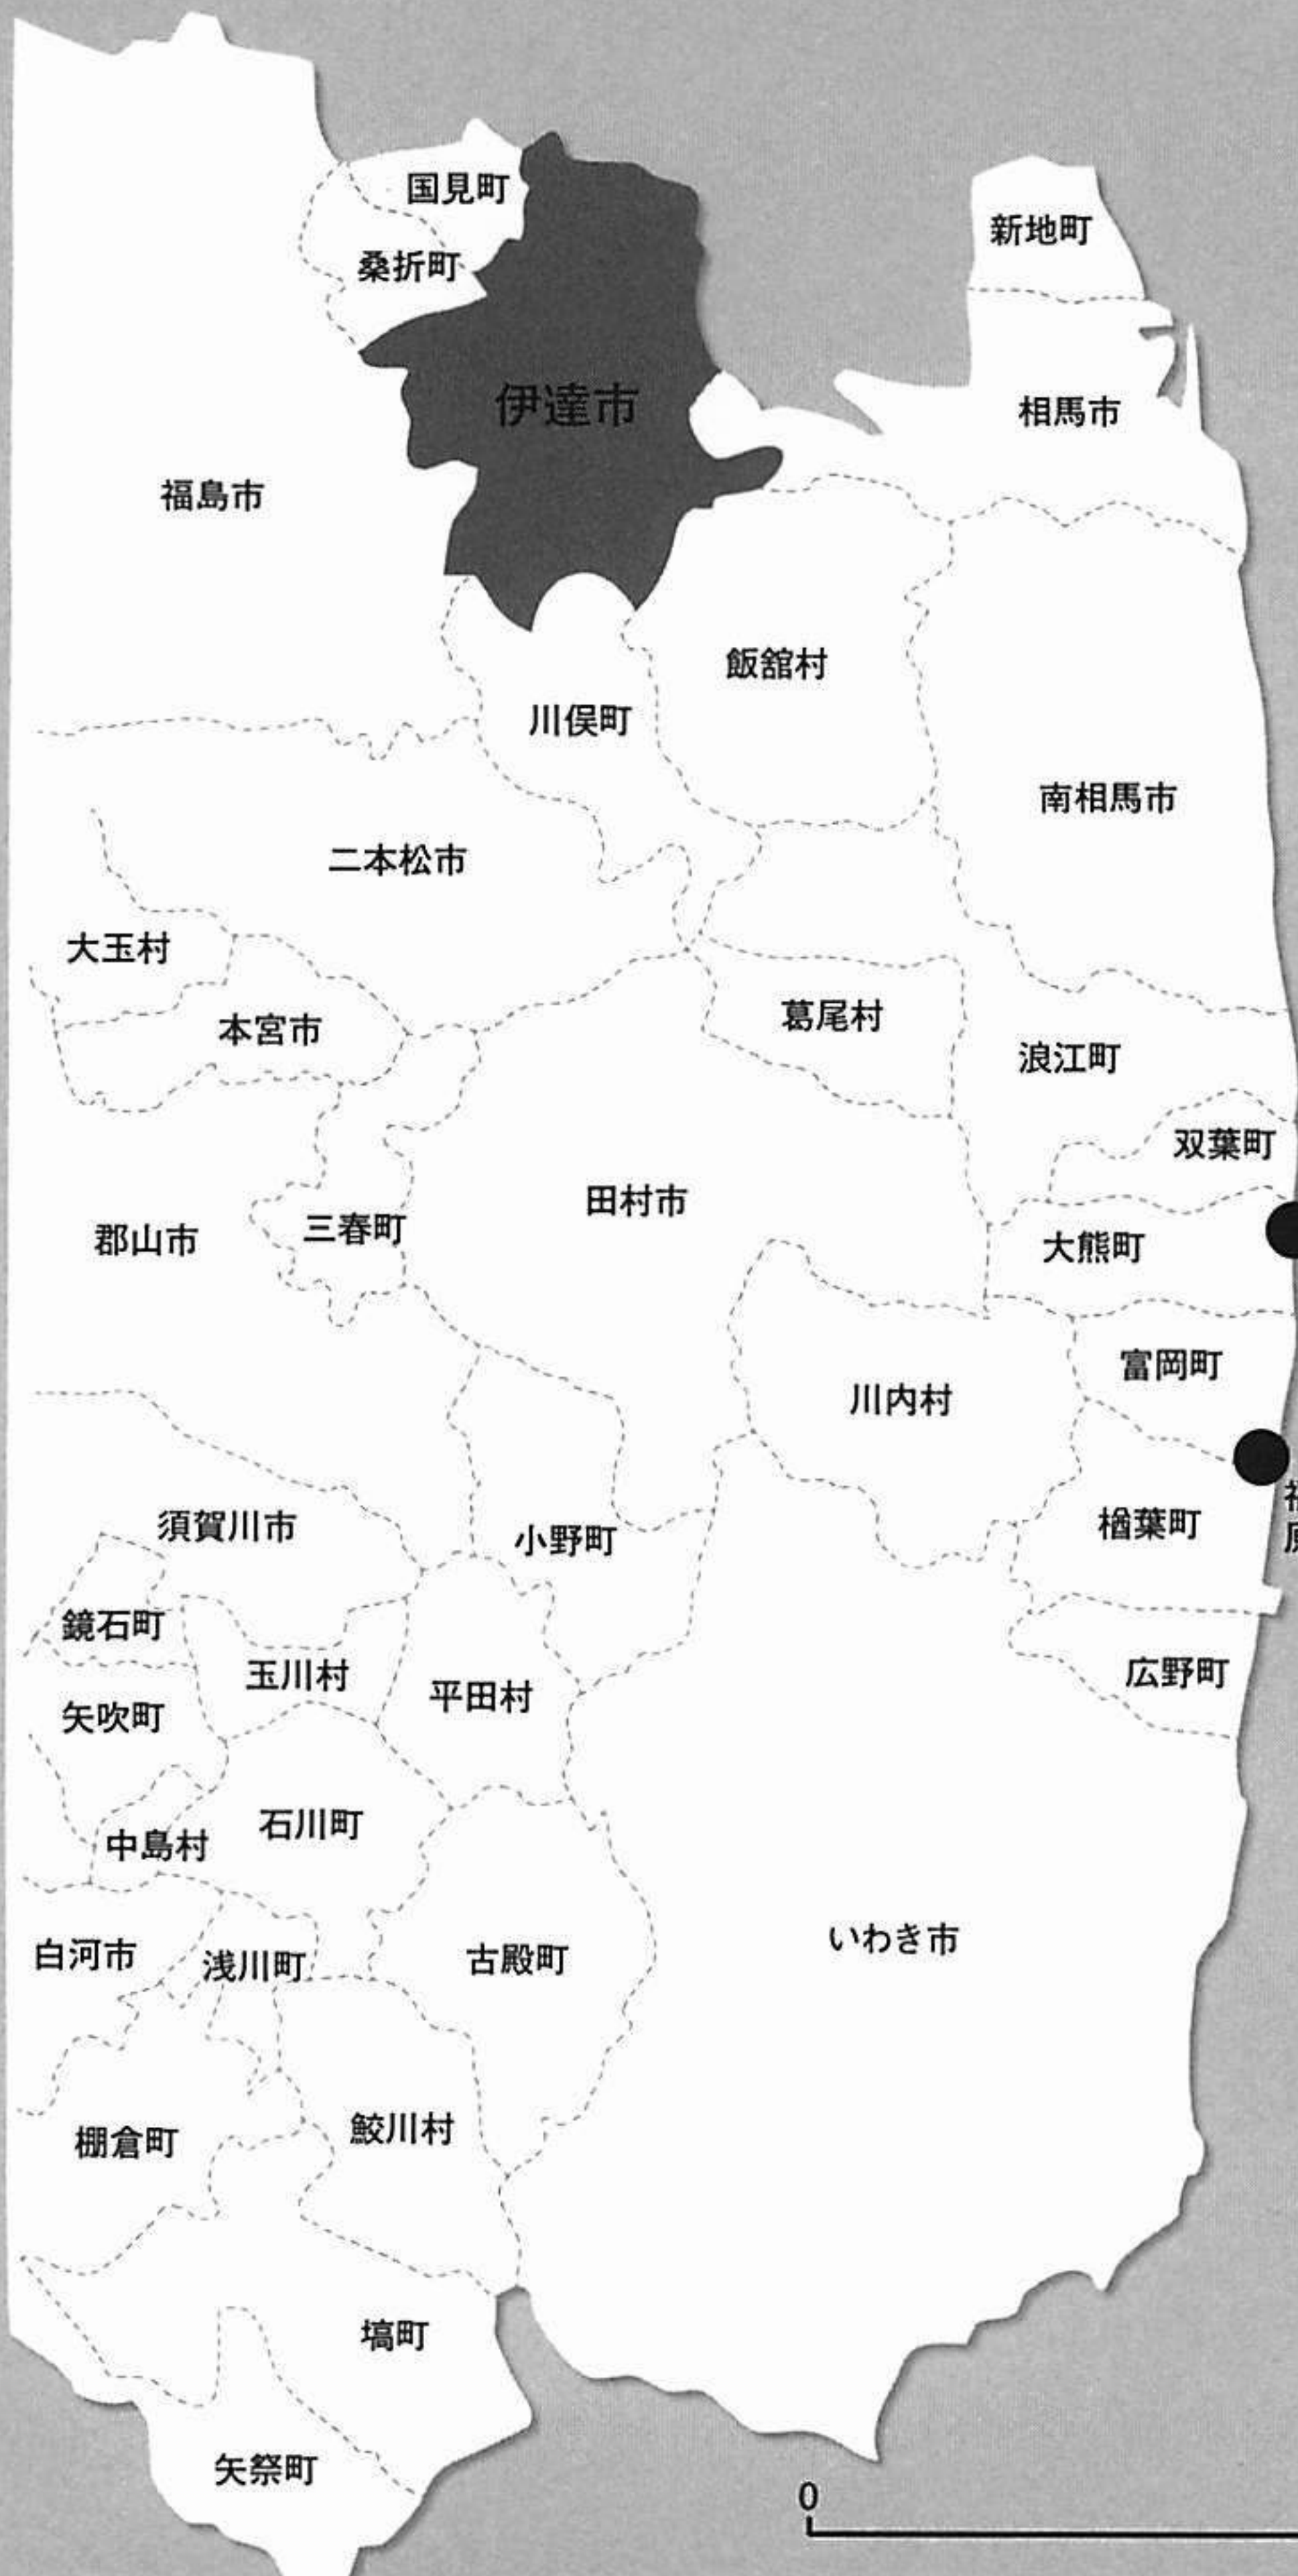 国見町
新地町
桑折町
伊達市
相馬市
福島市
飯舘村
川俣町
南相馬市
二本松市
大玉村
葛尾村
本宮市
浪江町
双葉町
田村市
三春町
郡山市
大熊町
富岡町
川内村
楢葉町
須賀川市
小野町
鏡石町
玉川村
広野町
平田村
矢吹町
石川町
中島村
いわき市
白河市
浅川町
古殿町
鮫川村
棚倉町
塙町
矢祭町
0